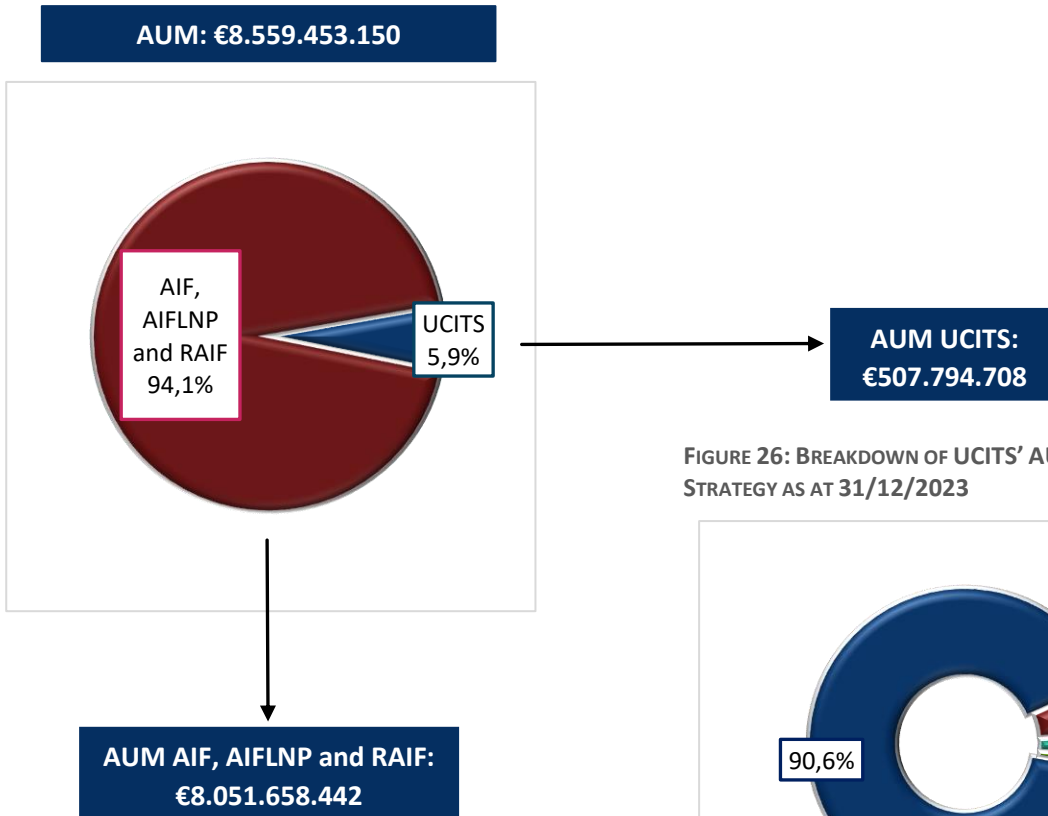 AUM: €8.559.453.150
AIF,
AIFLNP
and RAIF
94,1%
UCITS
5,9%
AUM UCITS:
€507.794.708
FIGURE 26: BREAKDOWN OF UCITS’ AU
STRATEGY AS AT 31/12/2023
90,6%
AUM AIF, AIFLNP and RAIF:
€8.051.658.442